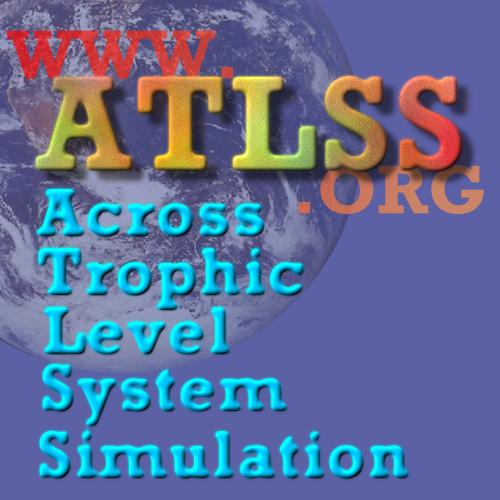 www.
ATLSS
.ORG
Across
Trophic
Level
System
Simulation